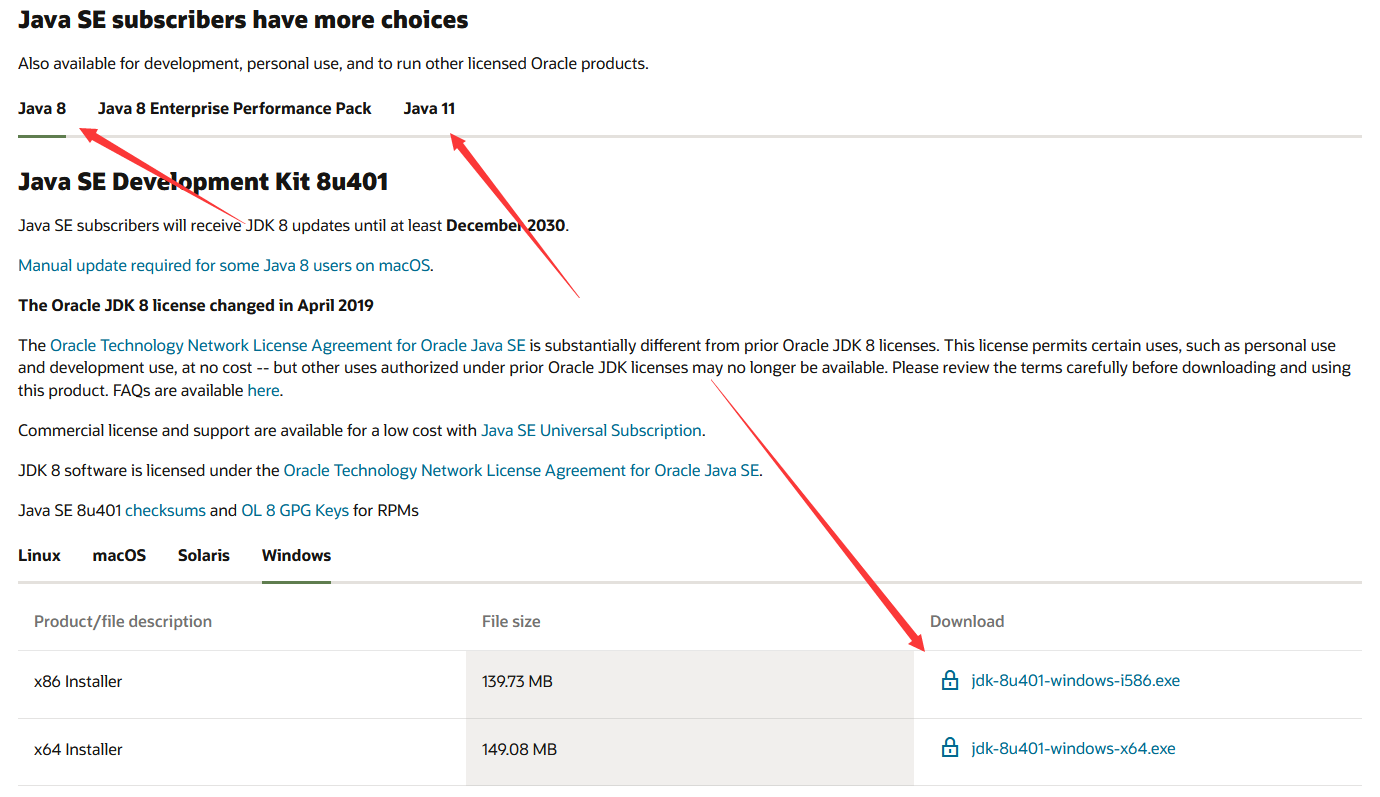 Java SE subscribers have more choices
Also available for development, personal use, and to run other licensed Oracle products.
Java 8 Java 8 Enterprise Performance Pack Java 11
Java SE Development Kit 8u401
Java SE subscribers will receive JDK 8 updates until at least December 2030.
Manual update required for some Java 8 users on macOS.
The Oracle JDK 8 license changed in April 2019
The Oracle Technology Network License Agreement for Oracle Java SE is substantially different from prior Oracle JDK 8 licenses. This license permits certain uses, such as personal use
and development use, at no cost -- but other uses authorized under prior Oracle JDK licenses may no longer be available. Please review the terms carefully before downloading and using
this product. FAQs are available here.
Commercial license and support are available for a low cost with Java SE Universal Subscription.
JDK 8 software is licensed under the Oracle Technology Network License Agreement for Oracle Java SE.
Java SE 8u401 checksums and OL 8 GPG Keys for RPMs
Linux macOS Solaris Windows
Product/file description File size Download
x86 Installer 139.73 MB jdk-8u401-windows-i586.exe
x64 Installer 149.08 MB jdk-8u401-windows-x64.exe